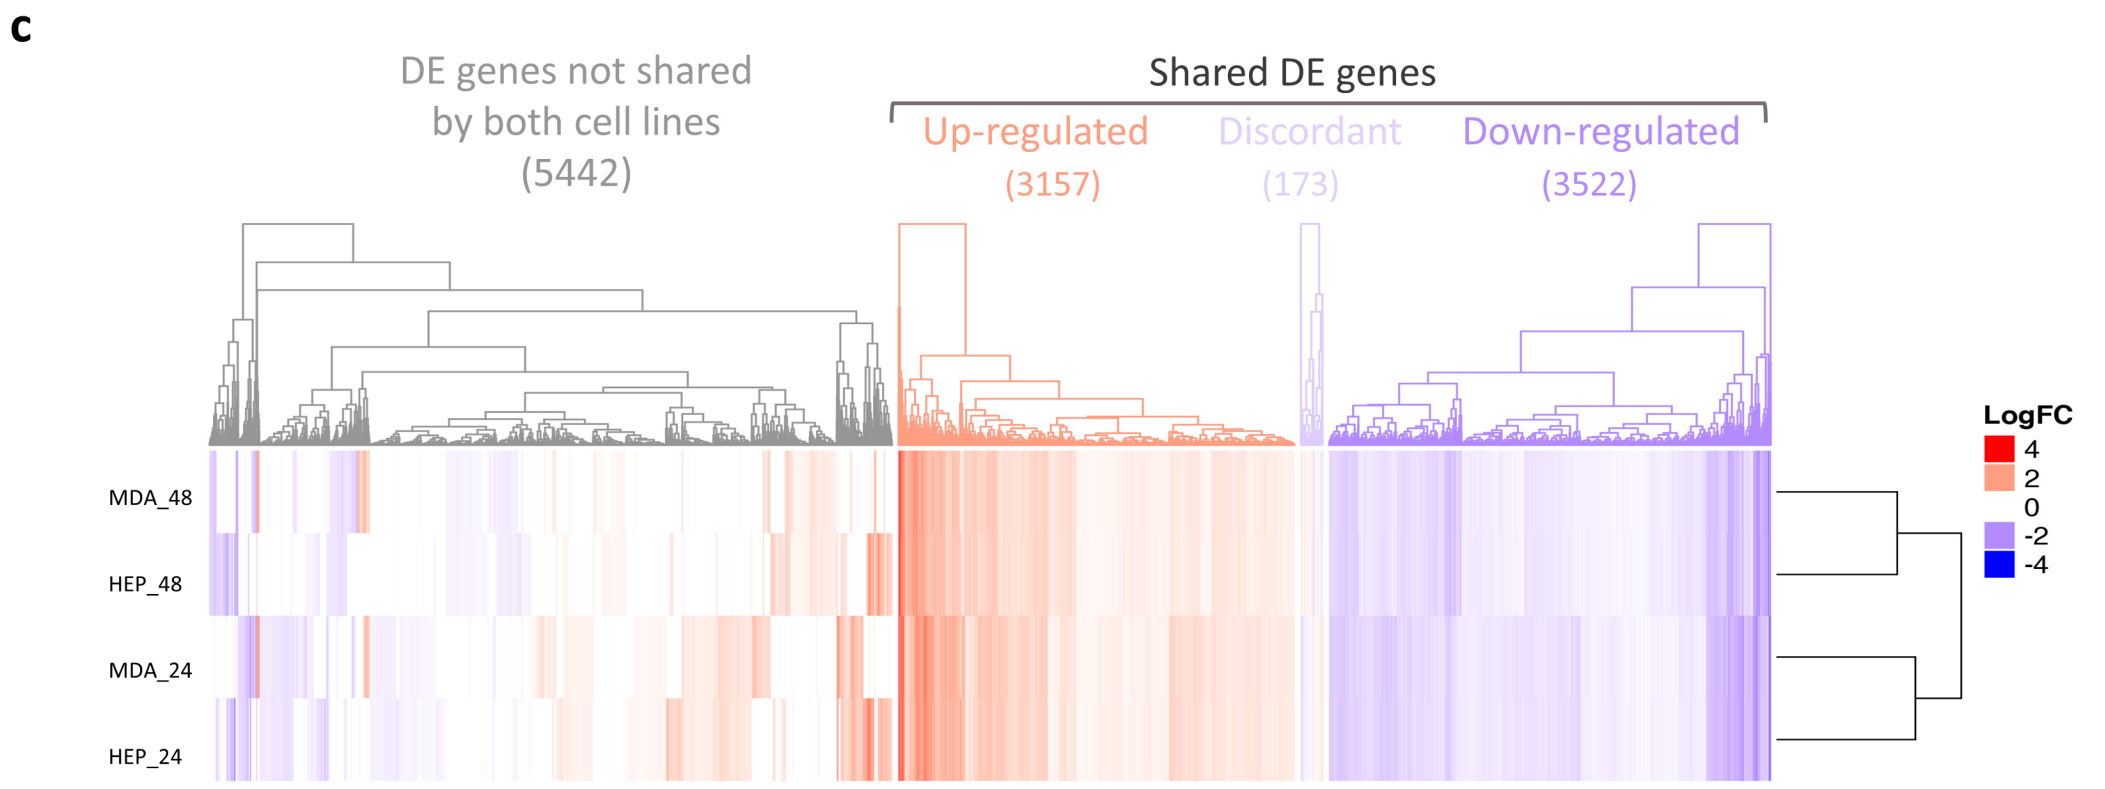 c
DE genes not shared
by both cell lines
(5442)
Shared DE genes
Up-regulated
(3157)
Discordant
(173)
Down-regulated
(3522)
MDA_48
HEP_48
MDA_24
HEP_24
LogFC
4
2
0
-2
-4